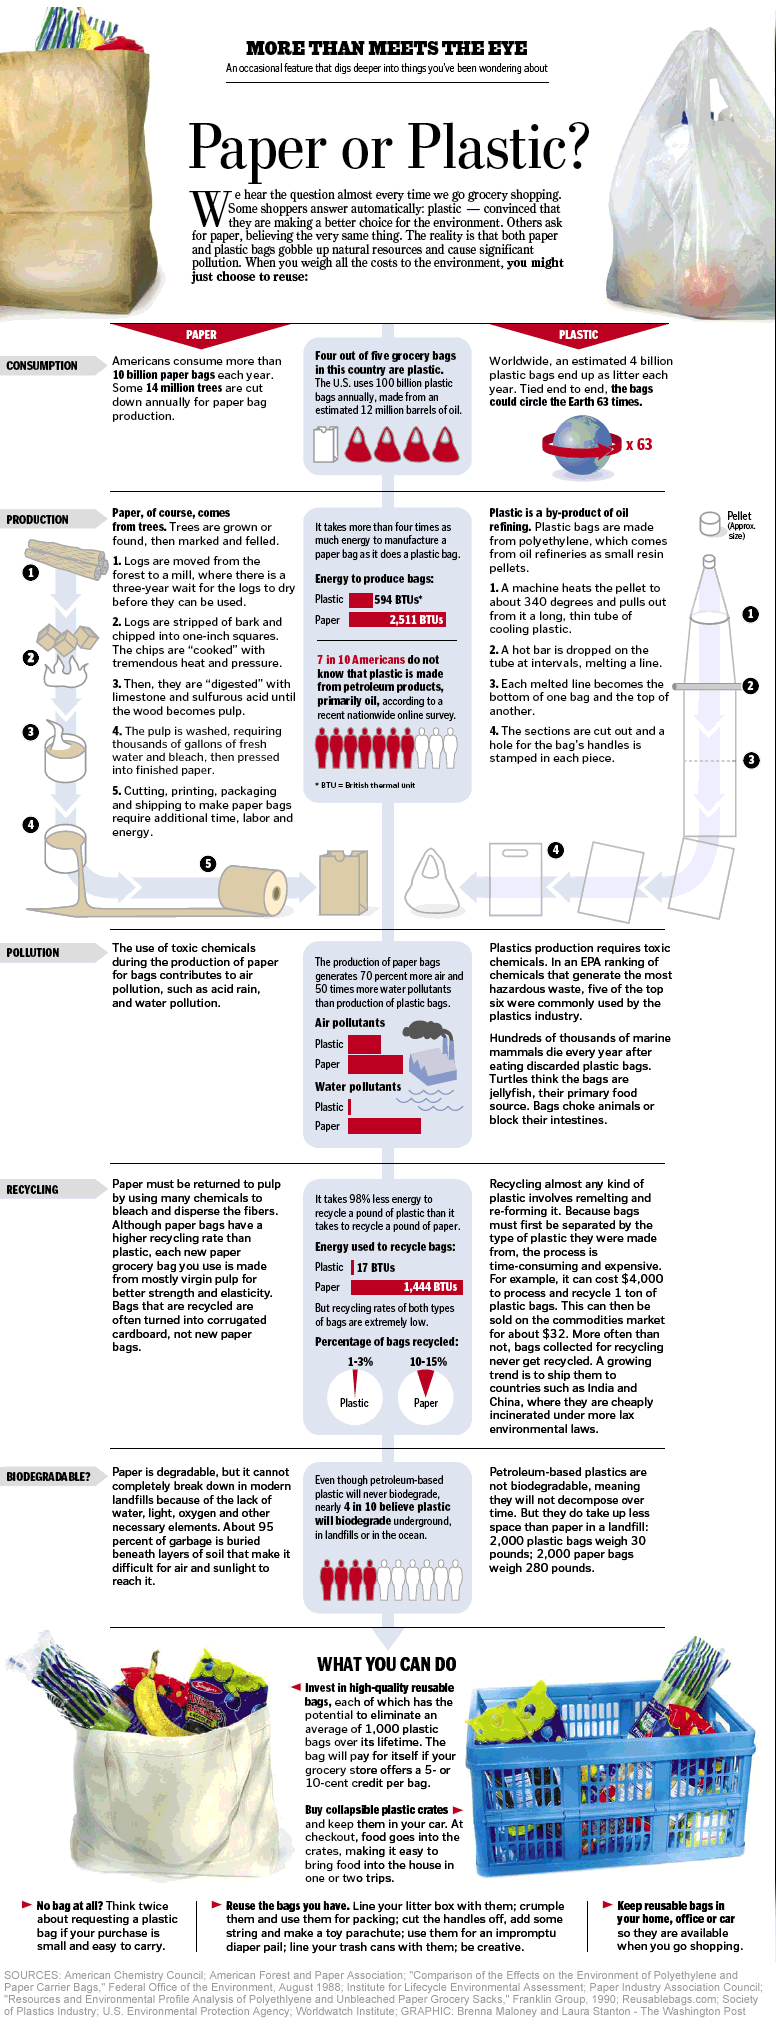 MORE THAN MEETS THE EYE
An occasional feature that digs deeper into things you've been wondering about
Paper or Plastic?
We hear the question almost every time we go grocery shopping.
Some shoppers answer automatically: plastic — convinced that
they are making a better choice for the environment. Others ask
for paper, believing the very same thing. The reality is that both paper
and plastic bags gobble up natural resources and cause significant
pollution. When you weigh all the costs to the environment, you might
just choose to reuse:
PAPER
PLASTIC
CONSUMPTION
Americans consume more than
10 billion paper bags each year.
Some 14 million trees are cut
down annually for paper bag
production.
Four out of five grocery bags
in this country are plastic.
The U.S. uses 100 billion plastic
bags annually, made from an
estimated 12 million barrels of oil.
Worldwide, an estimated 4 billion
plastic bags end up as litter each
year. Tied end to end, the bags
could circle the Earth 63 times.
x 63
PRODUCTION
Paper, of course, comes
from trees. Trees are grown or
found, then marked and felled.
1. Logs are moved from the
forest to a mill, where there is a
three-year wait for the logs to dry
before they can be used.
2. Logs are stripped of bark and
chipped into one-inch squares.
The chips are “cooked” with
tremendous heat and pressure.
3. Then, they are “digested” with
limestone and sulfurous acid until
the wood becomes pulp.
4. The pulp is washed, requiring
thousands of gallons of fresh
water and bleach, then pressed
into finished paper.
5. Cutting, printing, packaging
and shipping to make paper bags
require additional time, labor and
energy.
1
2
3
4
5
It takes more than four times as
much energy to manufacture a
paper bag as it does a plastic bag.
Energy to produce bags:
Plastic 594 BTUs*
Paper 2,511 BTUs
7 in 10 Americans do not
know that plastic is made
from petroleum products,
primarily oil, according to a
recent nationwide online survey.
* BTU = British thermal unit
Plastic is a by-product of oil
refining. Plastic bags are made
from polyethylene, which comes
from oil refineries as small resin
pellets.
1. A machine heats the pellet to
about 340 degrees and pulls out
from it a long, thin tube of
cooling plastic.
2. A hot bar is dropped on the
tube at intervals, melting a line.
3. Each melted line becomes the
bottom of one bag and the top of
another.
4. The sections are cut out and a
hole for the bag's handles is
stamped in each piece.
Pellet
(Approx.
size)
1
2
3
4
POLLUTION
The use of toxic chemicals
during the production of paper
for bags contributes to air
pollution, such as acid rain,
and water pollution.
The production of paper bags
generates 70 percent more air and
50 times more water pollutants
than production of plastic bags.
Air pollutants
Plastic
Paper
Water pollutants
Plastic
Paper
Plastics production requires toxic
chemicals. In an EPA ranking of
chemicals that generate the most
hazardous waste, five of the top
six were commonly used by the
plastics industry.
Hundreds of thousands of marine
mammals die every year after
eating discarded plastic bags.
Turtles think the bags are
jellyfish, their primary food
source. Bags choke animals or
block their intestines.
RECYCLING
Paper must be returned to pulp
by using many chemicals to
bleach and disperse the fibers.
Although paper bags have a
higher recycling rate than
plastic, each new paper
grocery bag you use is made
from mostly virgin pulp for
better strength and elasticity.
Bags that are recycled are
often turned into corrugated
cardboard, not new paper
bags.
It takes 98% less energy to
recycle a pound of plastic than it
takes to recycle a pound of paper.
Energy used to recycle bags:
Plastic 17 BTUs
Paper 1,444 BTUs
But recycling rates of both types
of bags are extremely low.
Percentage of bags recycled:
1-3% 10-15%
Plastic Paper
Recycling almost any kind of
plastic involves remelting and
re-forming it. Because bags
must first be separated by the
type of plastic they were made
from, the process is
time-consuming and expensive.
For example, it can cost $4,000
to process and recycle 1 ton of
plastic bags. This can then be
sold on the commodities market
for about $32. More often than
not, bags collected for recycling
never get recycled. A growing
trend is to ship them to
countries such as India and
China, where they are cheaply
incinerated under more lax
environmental laws.
BIODEGRADABLE?
Paper is degradable, but it cannot
completely break down in modern
landfills because of the lack of
water, light, oxygen and other
necessary elements. About 95
percent of garbage is buried
beneath layers of soil that make it
difficult for air and sunlight to
reach it.
Even though petroleum-based
plastic will never biodegrade,
nearly 4 in 10 believe plastic
will biodegrade underground,
in landfills or in the ocean.
Petroleum-based plastics are
not biodegradable, meaning
they will not decompose over
time. But they do take up less
space than paper in a landfill:
2,000 plastic bags weigh 30
pounds; 2,000 paper bags
weigh 280 pounds.
WHAT YOU CAN DO
Invest in high-quality reusable
bags, each of which has the
potential to eliminate an
average of 1,000 plastic
bags over its lifetime. The
bag will pay for itself if your
grocery store offers a 5- or
10-cent credit per bag.
Buy collapsible plastic crates
and keep them in your car. At
checkout, food goes into the
crates, making it easy to
bring food into the house in
one or two trips.
No bag at all? Think twice
about requesting a plastic
bag if your purchase is
small and easy to carry.
Reuse the bags you have. Line your litter box with them; crumple
them and use them for packing; cut the handles off, add some
string and make a toy parachute; use them for an impromptu
diaper pail; line your trash cans with them; be creative.
Keep reusable bags in
your home, office or car
so they are available
when you go shopping.
SOURCES: American Chemistry Council; American Forest and Paper Association; "Comparison of the Effects on the Environment of Polyethylene and
Paper Carrier Bags," Federal Office of the Environment, August 1988; Institute for Lifecycle Environmental Assessment; Paper Industry Association Council;
"Resources and Environmental Profile Analysis of Polyethlyene and Unbleached Paper Grocery Sacks," Franklin Group, 1990; Reusablebags.com; Society
of Plastics Industry; U.S. Environmental Protection Agency; Worldwatch Institute; GRAPHIC: Brenna Maloney and Laura Stanton - The Washington Post